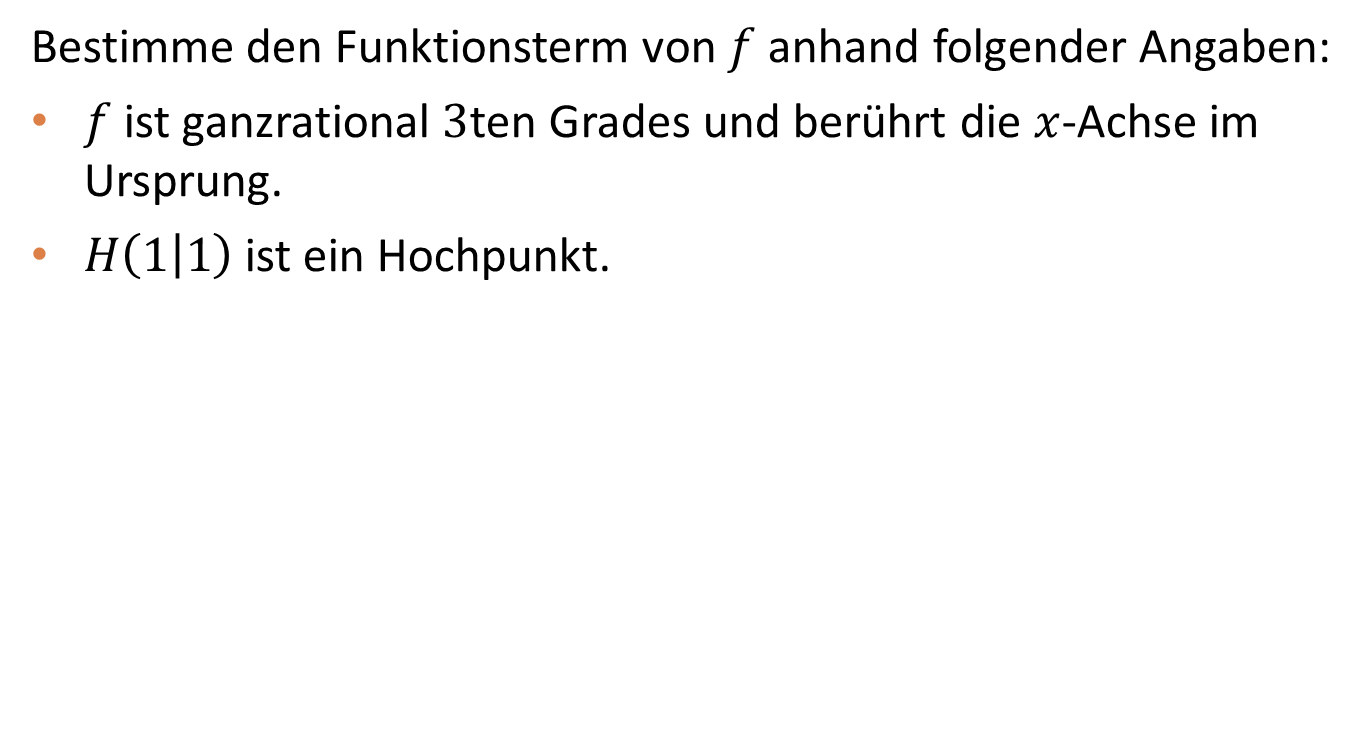 Bestimme den Funktionsterm von 𝑓 anhand folgender Angaben:
• 𝑓 ist ganzrational 3ten Grades und berührt die 𝑥-Achse im
Ursprung.
• 𝐻(1|1) ist ein Hochpunkt.